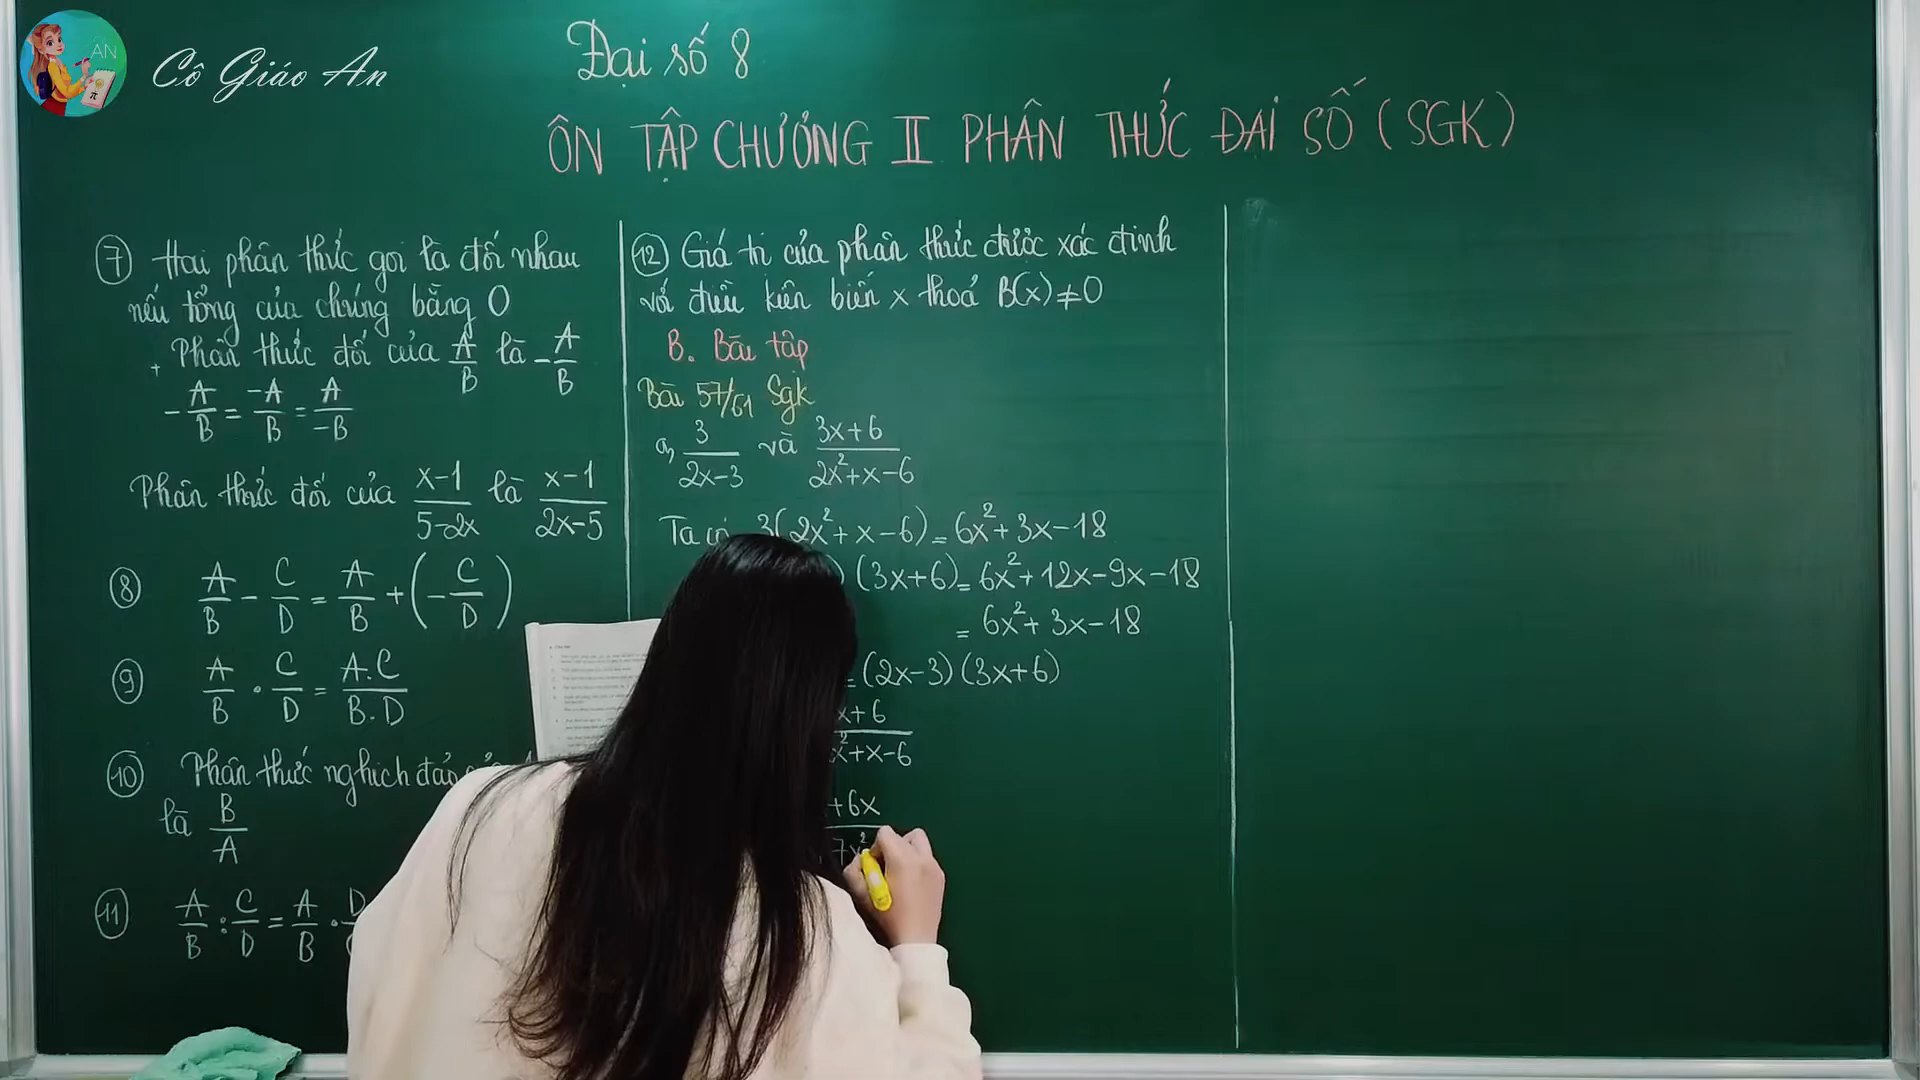 AN
Cô Giáo An
Đại số 8
ÔN TẬP CHƯƠNG II PHÂN THỨC ĐẠI SỐ (SGK)
(7) Hai phân thức gọi là đối nhau
nếu tổng của chúng bằng 0
+ Phân thức đối của A/B là -A/B
-A/B = -A/B = A/-B
Phân thức đối của x-1/5-2x là x-1/2x-5
(8) A/B - C/D = A/B + (-C/D)
(9) A/B . C/D = A.C/B.D
(10) Phân thức nghịch đảo
là B/A
(11) A/B : C/D = A/B .
(12) Giá trị của phân thức được xác định
với điều kiện biến x thoả B(x) ≠ 0
B. Bài tập
Bài 57/61 Sgk
a, 3/2x-3 và 3x+6/2x²+x-6
Ta có 3(2x²+x-6) = 6x²+3x-18
(3x+6) = 6x²+12x-9x-18
= 6x²+3x-18
= (2x-3)(3x+6)
x+6
x²+x-6
+6x
7x²